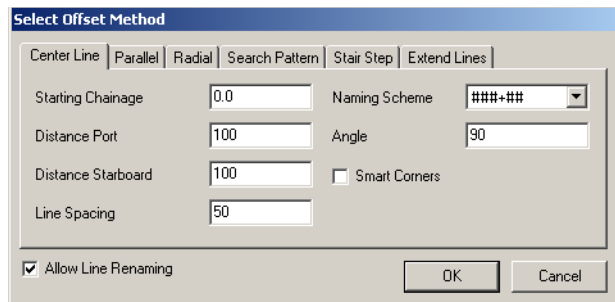 Select Offset Method
Center Line Parallel Radial Search Pattern Stair Step Extend Lines
Starting Chainage 0.0 Naming Scheme ###+##
Distance Port 100 Angle 90
Distance Starboard 100 Smart Corners
Line Spacing 50
Allow Line Renaming OK Cancel